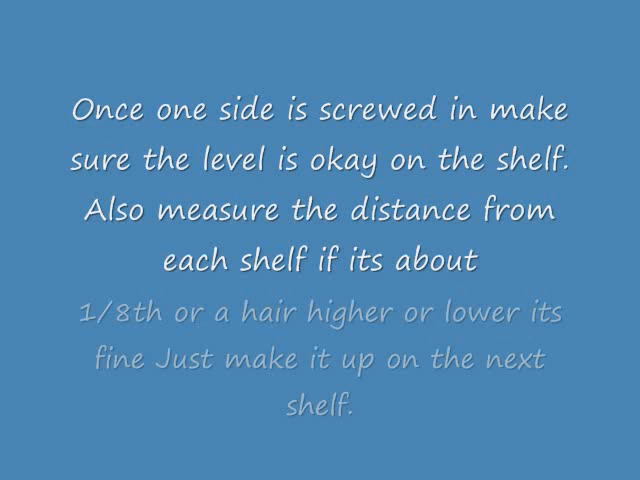 Once one side is screwed in make
sure the level is okay on the shelf.
Also measure the distance from
each shelf if its about
1/8th or a hair higher or lower its
fine Just make it up on the next
shelf.